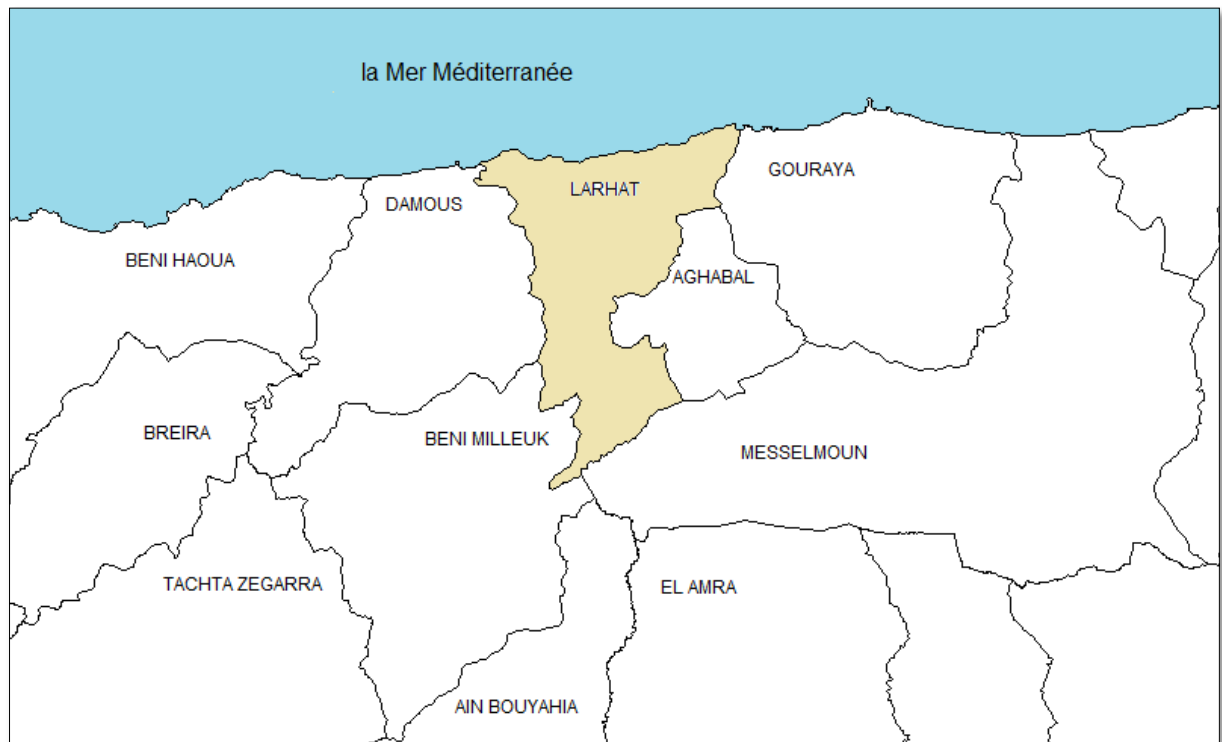 la Mer Méditerranée
GOURAYA
LARHAT
DAMOUS
BENI HAOUA
AGHABAL
BREIRA
BENI MILLEUK
MESSELMOUN
TACHTA ZEGARRA
EL AMRA
AIN BOUYAHIA